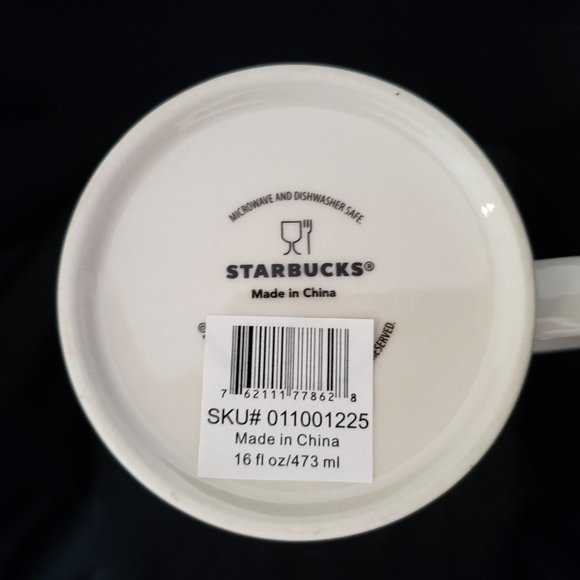 MICROWAVE AND DISHWASHER SAFE.
STARBUCKS®
Made in China
7 62111 77862 8
SKU# 011001225
Made in China
16 fl oz/473 ml